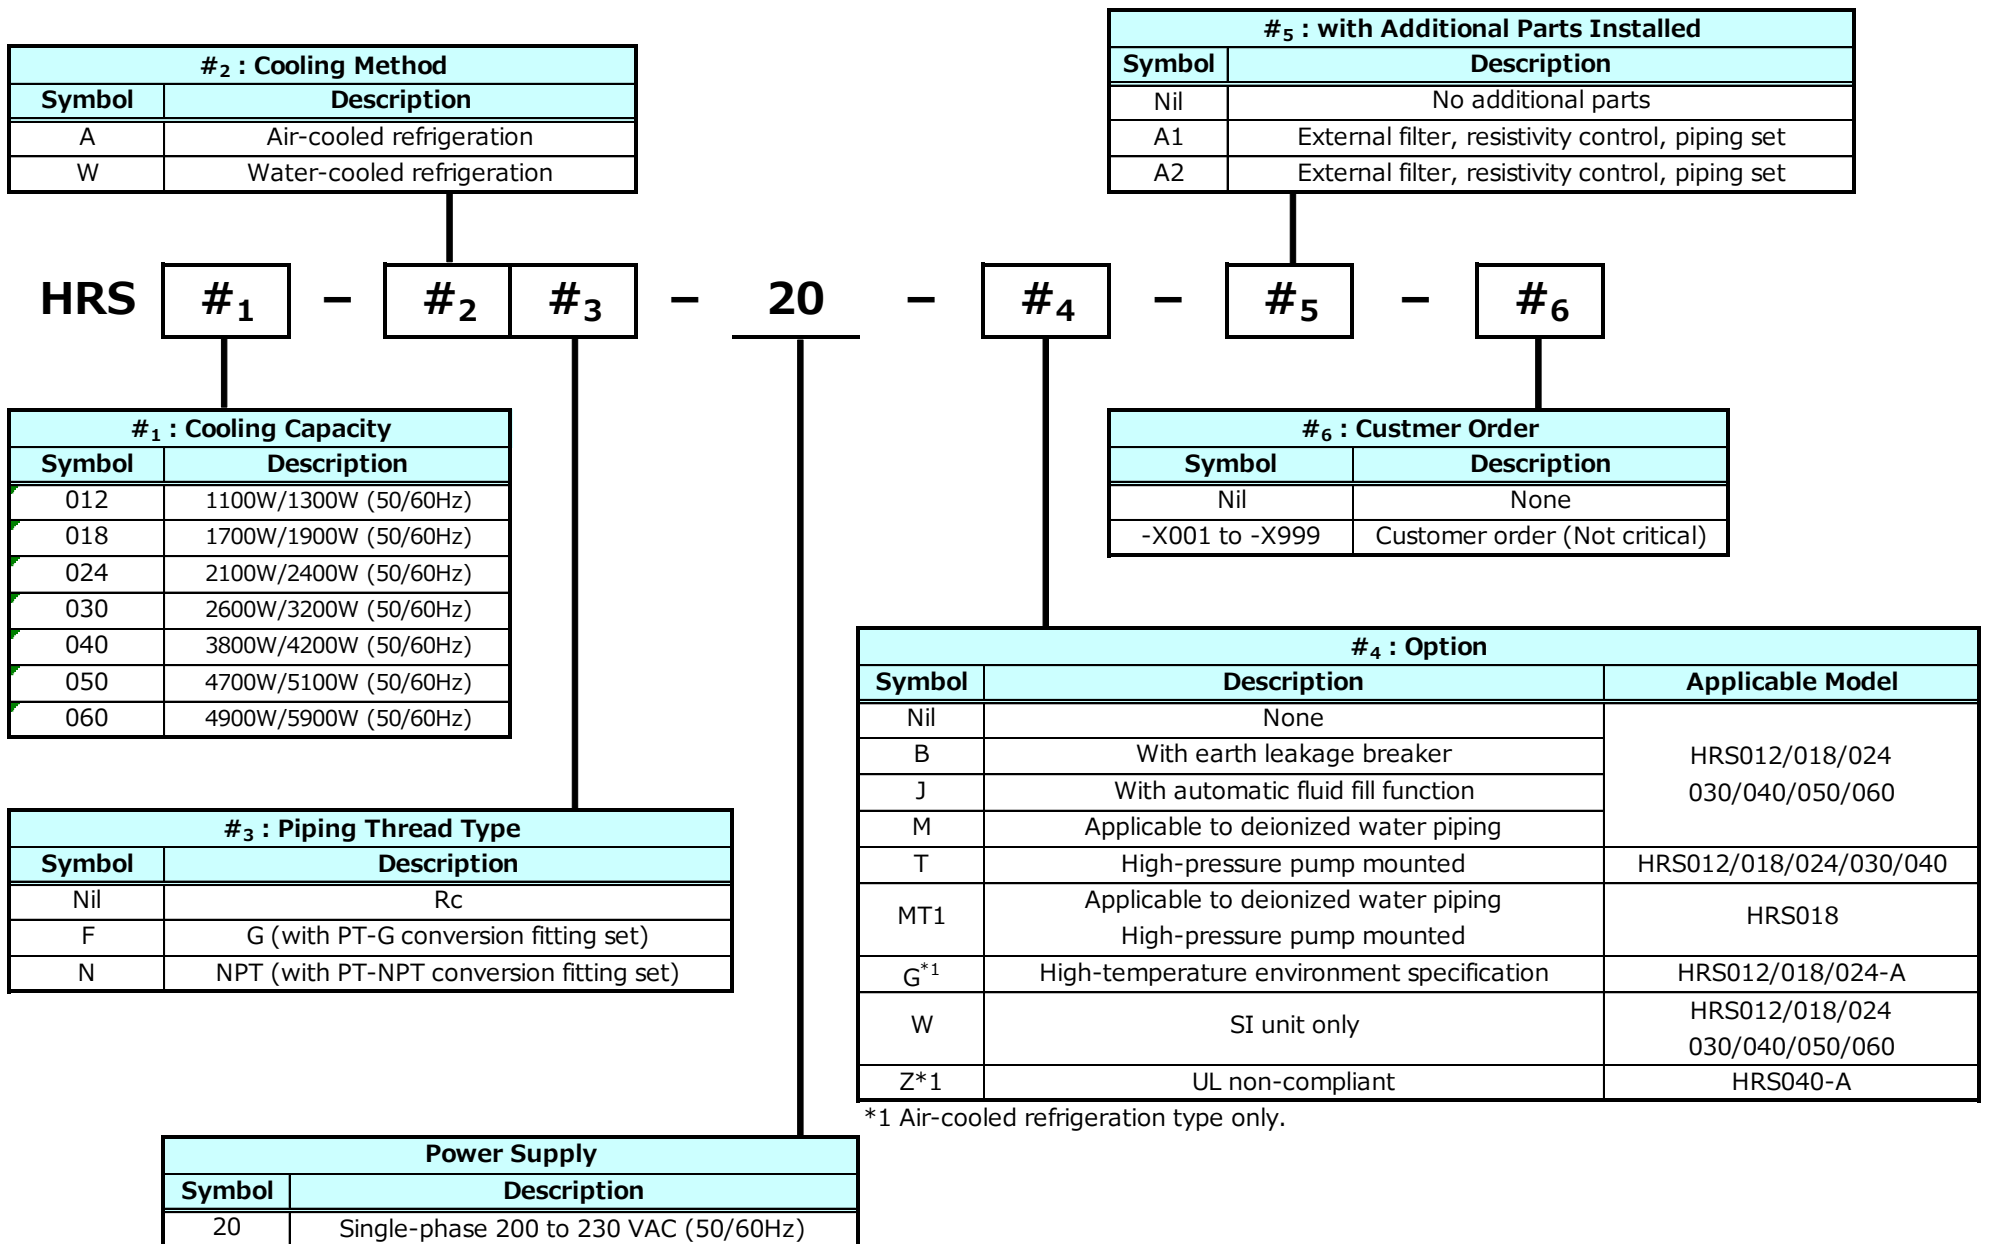 #2 : Cooling Method
Symbol Description
A Air-cooled refrigeration
W Water-cooled refrigeration
#5 : with Additional Parts Installed
Symbol Description
Nil No additional parts
A1 External filter, resistivity control, piping set
A2 External filter, resistivity control, piping set
HRS #1 – #2 #3 – 20 – #4 – #5 – #6
#1 : Cooling Capacity
Symbol Description
012 1100W/1300W (50/60Hz)
018 1700W/1900W (50/60Hz)
024 2100W/2400W (50/60Hz)
030 2600W/3200W (50/60Hz)
040 3800W/4200W (50/60Hz)
050 4700W/5100W (50/60Hz)
060 4900W/5900W (50/60Hz)
#6 : Custmer Order
Symbol Description
Nil None
-X001 to -X999 Customer order (Not critical)
#4 : Option
Symbol Description Applicable Model
Nil None
B With earth leakage breaker HRS012/018/024
J With automatic fluid fill function 030/040/050/060
M Applicable to deionized water piping
T High-pressure pump mounted HRS012/018/024/030/040
MT1 Applicable to deionized water piping HRS018
High-pressure pump mounted
G*1 High-temperature environment specification HRS012/018/024-A
W SI unit only HRS012/018/024
030/040/050/060
Z*1 UL non-compliant HRS040-A
*1 Air-cooled refrigeration type only.
#3 : Piping Thread Type
Symbol Description
Nil Rc
F G (with PT-G conversion fitting set)
N NPT (with PT-NPT conversion fitting set)
Power Supply
Symbol Description
20 Single-phase 200 to 230 VAC (50/60Hz)